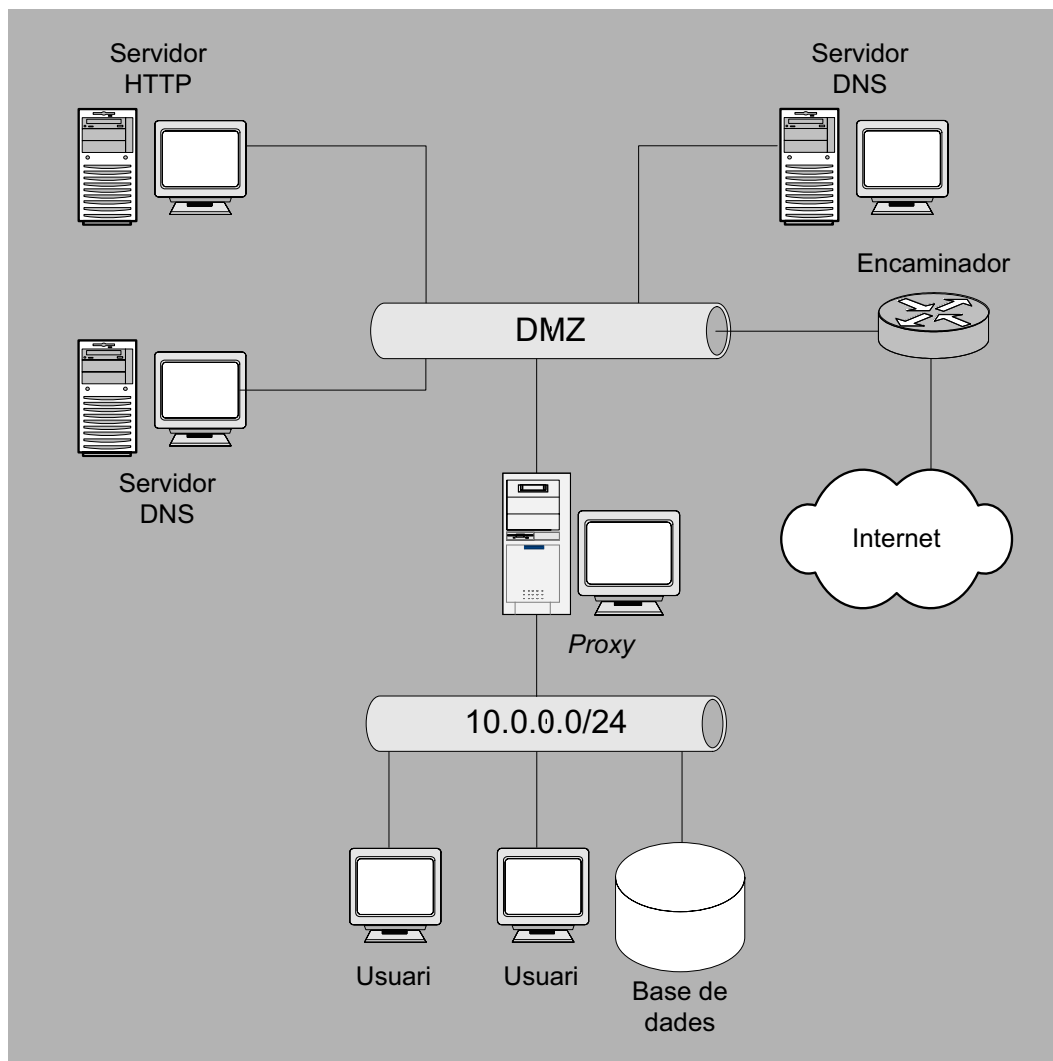 Servidor
HTTP
Servidor
DNS
Encaminador
DMZ
Servidor
DNS
Internet
Proxy
10.0.0.0/24
Usuari
Usuari
Base de
dades